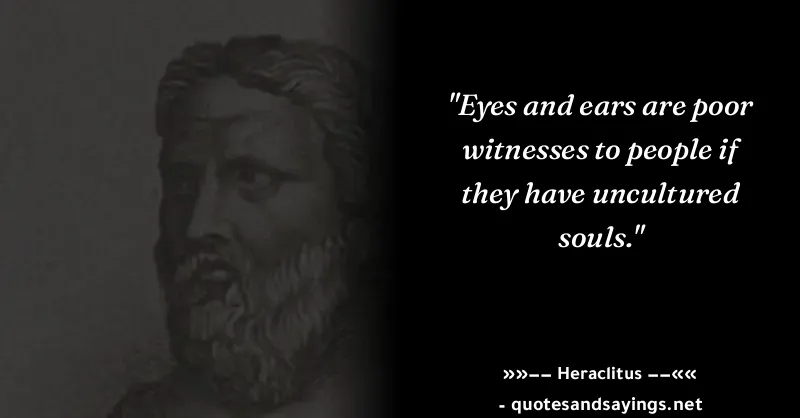 "Eyes and ears are poor
witnesses to people if
they have uncultured
souls."
»»–– Heraclitus ––««
- quotesandsayings.net